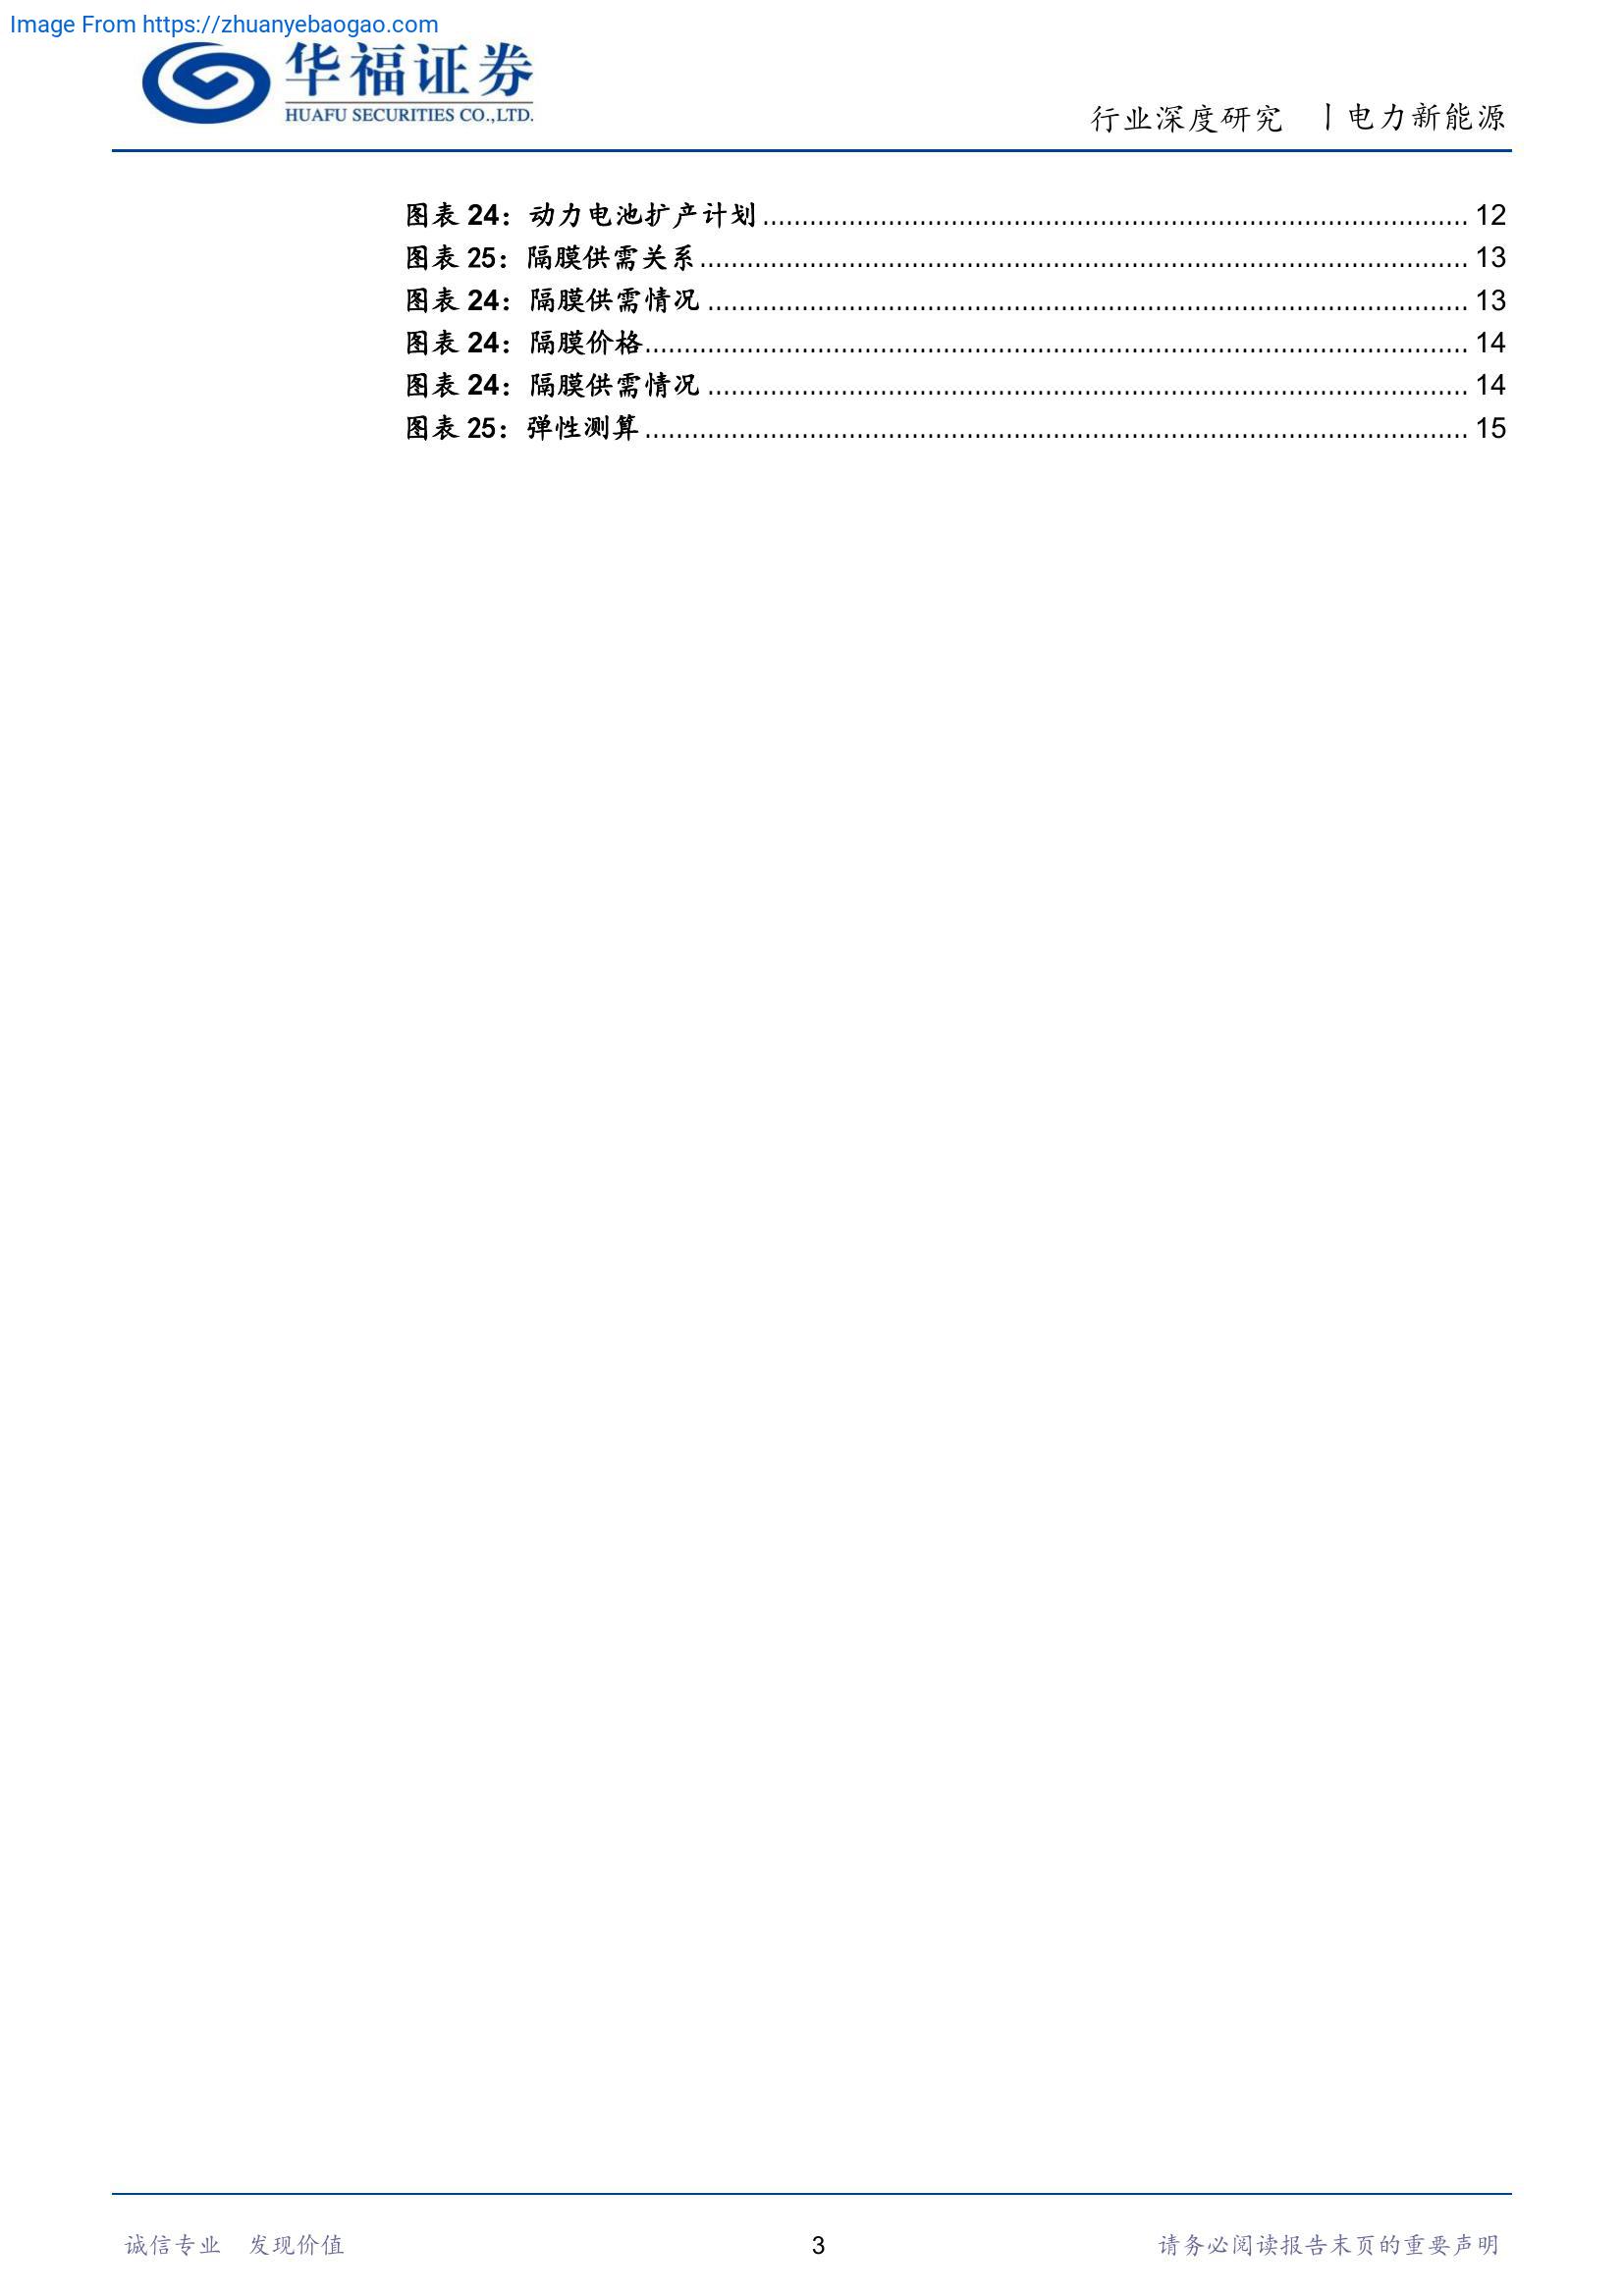 Image From https://zhuanyebaogao.com
华福证券
HUAFU SECURITIES CO.,LTD.
行业深度研究 丨电力新能源
图表 24：动力电池扩产计划 12
图表 25：隔膜供需关系 13
图表 24：隔膜供需情况 13
图表 24：隔膜价格 14
图表 24：隔膜供需情况 14
图表 25：弹性测算 15
诚信专业 发现价值 3 请务必阅读报告末页的重要声明